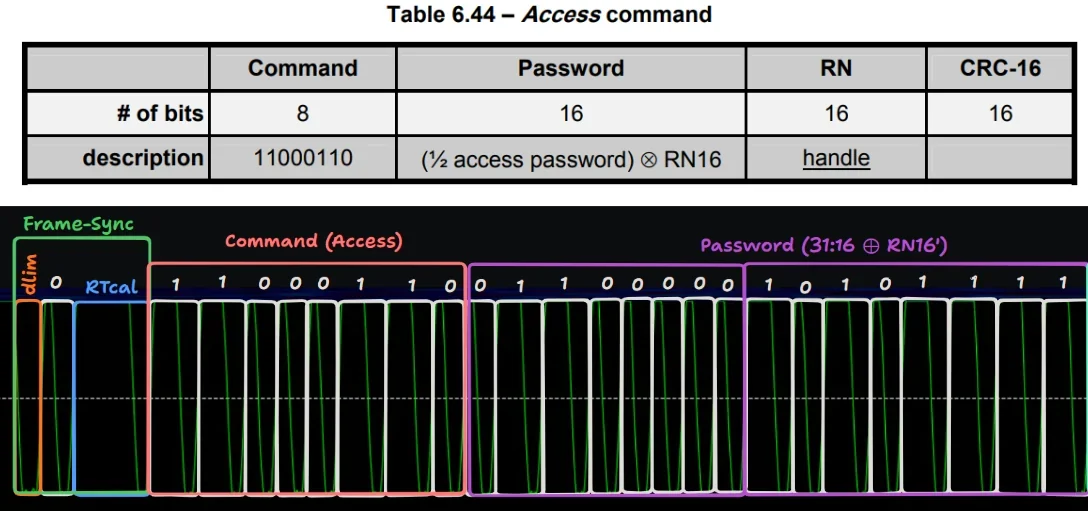 Table 6.44 – Access command
Command Password RN CRC-16
# of bits 8 16 16 16
description 11000110 (½ access password) ⊗ RN16 handle
Frame-Sync
Command (Access)
Password (31:16 ⊕ RN16')
dlim 0 RTcal 1 1 0 0 0 1 1 0 0 1 1 0 0 0 0 0 1 0 1 0 1 1 1 1